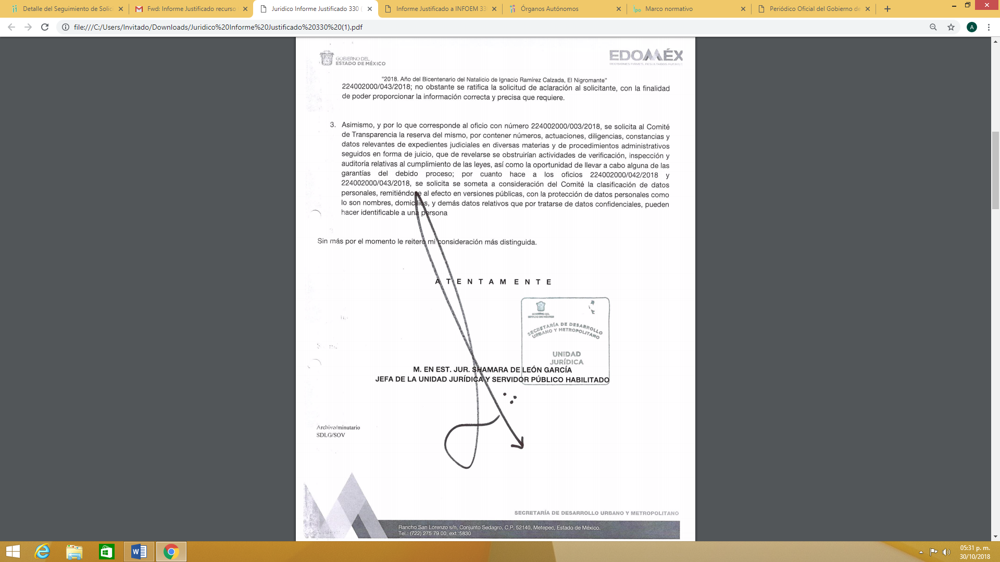 Detalle del Seguimiento de Solici
Fwd: Informe Justificado recurso
Juridico Informe Justificado 330 (
Informe Justificado a INFOEM 33
Órganos Autónomos
Marco normativo
Periódico Oficial del Gobierno de
file:///C:/Users/Invitado/Downloads/Juridico%20Informe%20Justificado%20330%20(1).pdf
A
GOBIERNO DEL
ESTADO DE MÉXICO
EDOMÉX
DECISIONES FIRMES, RESULTADOS FUERTES
"2018. Año del Bicentenario del Natalicio de Ignacio Ramírez Calzada, El Nigromante"
224002000/043/2018; no obstante se ratifica la solicitud de aclaración al solicitante, con la finalidad
de poder proporcionar la información correcta y precisa que requiere.
3. Asimismo, y por lo que corresponde al oficio con número 224002000/003/2018, se solicita al Comité
de Transparencia la reserva del mismo, por contener números, actuaciones, diligencias, constancias y
datos relevantes de expedientes judiciales en diversas materias y de procedimientos administrativos
seguidos en forma de juicio, que de revelarse se obstruirían actividades de verificación, inspección y
auditoría relativas al cumplimiento de las leyes, así como la oportunidad de llevar a cabo alguna de las
garantías del debido proceso; por cuanto hace a los oficios 224002000/042/2018 y
224002000/043/2018, se solicita se someta a consideración del Comité la clasificación de datos
personales, remitiéndose al efecto en versiones públicas, con la protección de datos personales como
lo son nombres, domicilios, y demás datos relativos que por tratarse de datos confidenciales, pueden
hacer identificable a una persona
Sin más por el momento le reitero mi consideración más distinguida.
A T E N T A M E N T E
GOBIERNO DEL
ESTADO DE MÉXICO
SECRETARÍA DE DESARROLLO
URBANO Y METROPOLITANO
UNIDAD
JURÍDICA
M. EN EST. JUR. SHAMARA DE LEÓN GARCÍA
JEFA DE LA UNIDAD JURÍDICA Y SERVIDOR PÚBLICO HABILITADO
Archivo/minutario
SDLG/SOV
SECRETARÍA DE DESARROLLO URBANO Y METROPOLITANO
Rancho San Lorenzo s/n, Conjunto Sedagro, C.P. 52140, Metepec, Estado de México.
Tel.: (722) 275 79 00, ext.:5830
05:31 p. m.
30/10/2018